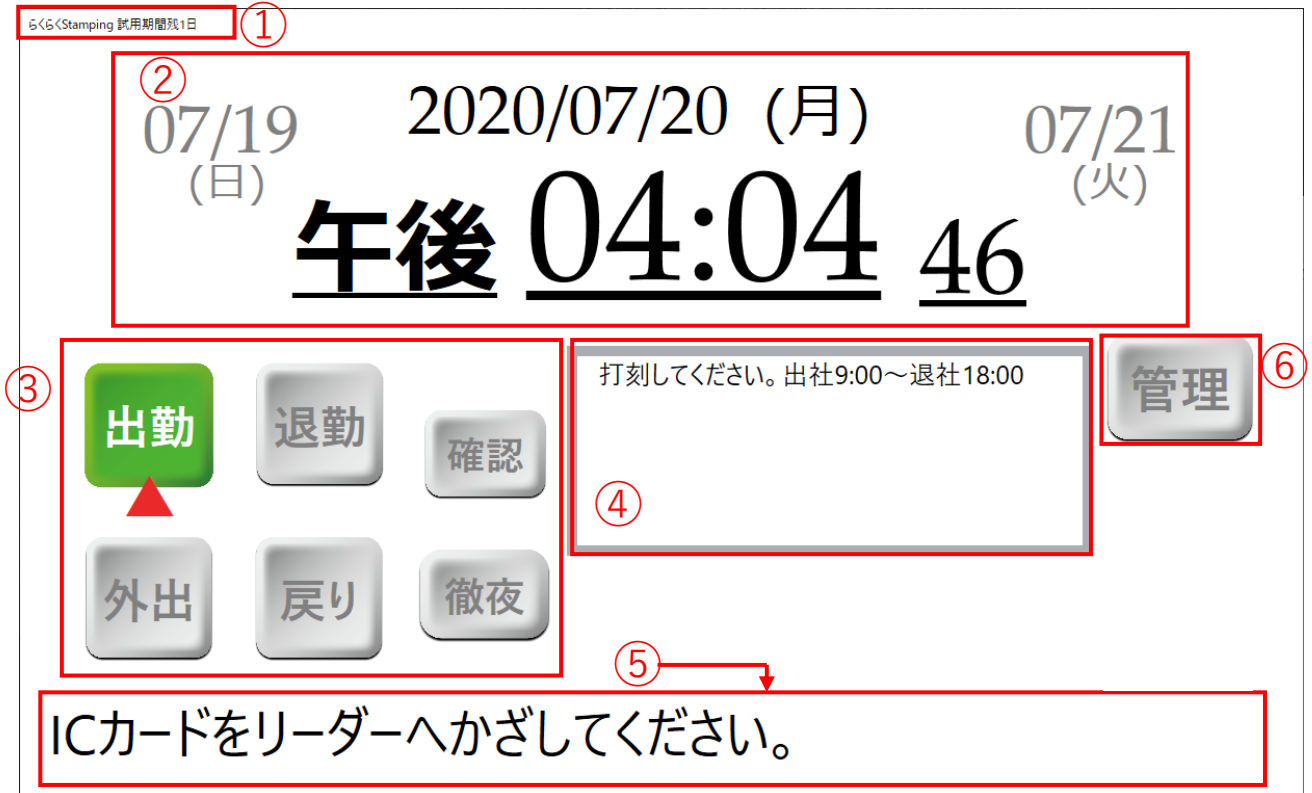 らくらくStamping 試用期間残1日
①
②
07/19
(日)
2020/07/20 (月)
07/21
(火)
午後 04:04 46
③
出勤 退勤 確認
外出 戻り 徹夜
打刻してください。出社9:00～退社18:00
④
管理
⑥
⑤
ICカードをリーダーへかざしてください。